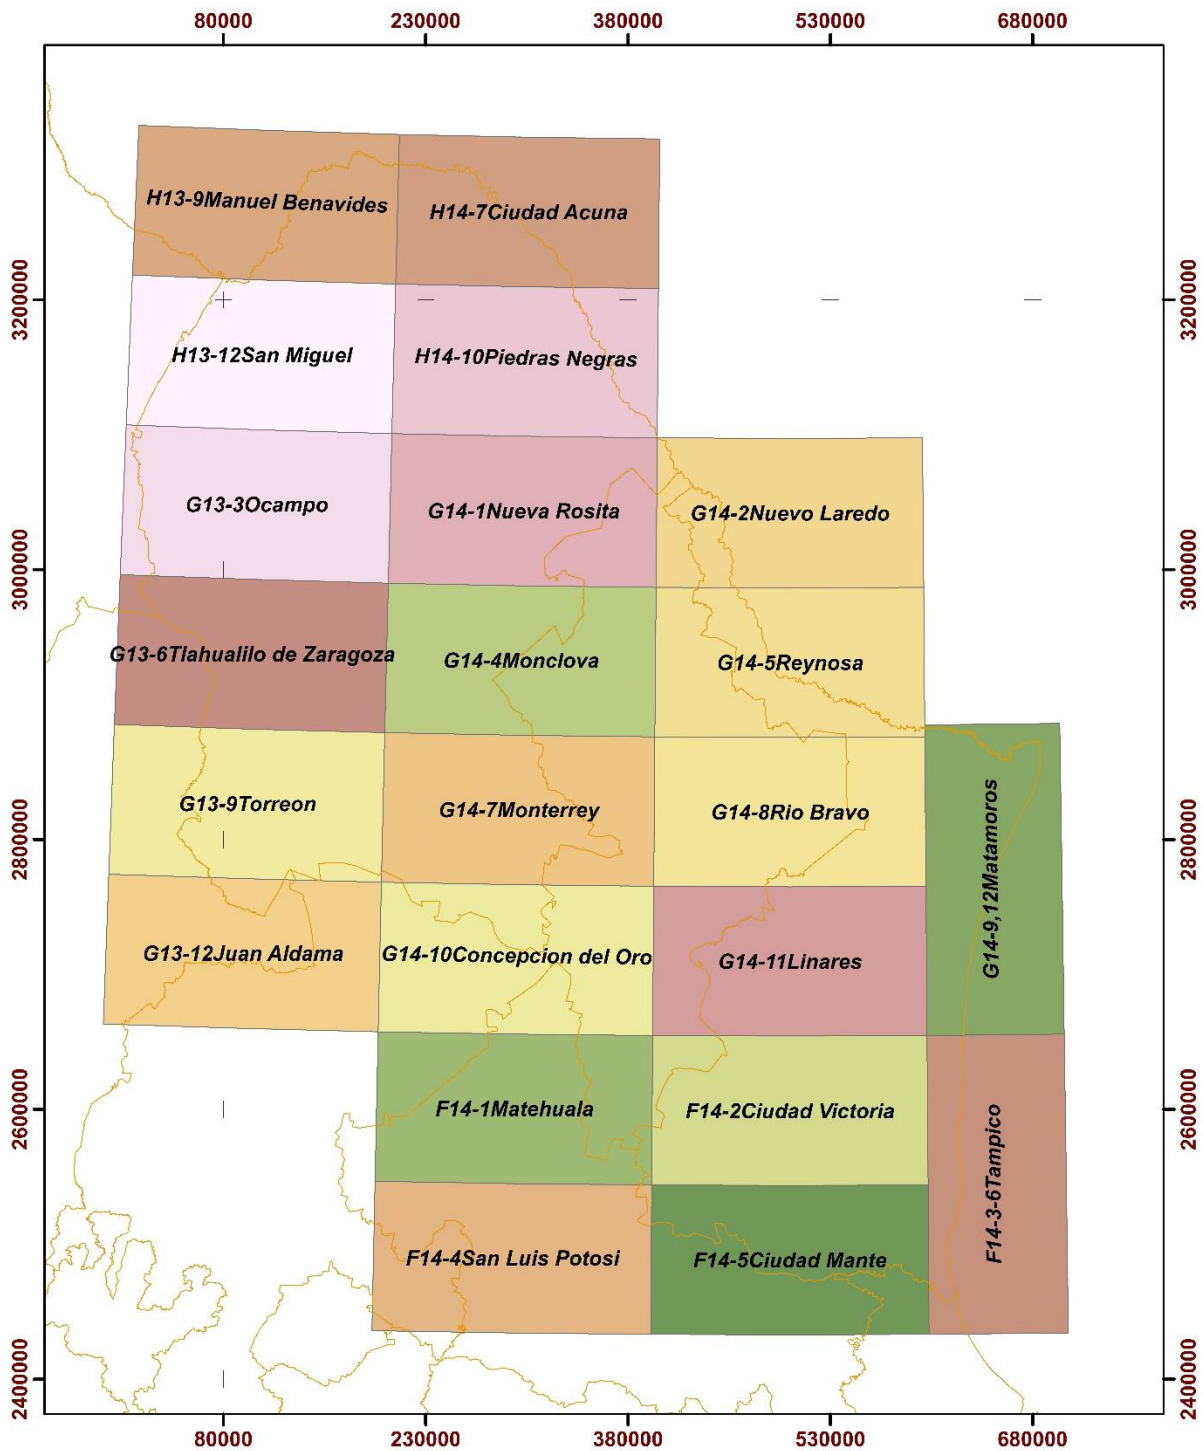 80000 230000 380000 530000 680000
H13-9Manuel Benavides
H14-7Ciudad Acuna
3200000
3200000
H13-12San Miguel
H14-10Piedras Negras
G13-3Ocampo
G14-1Nueva Rosita
G14-2Nuevo Laredo
3000000
3000000
G13-6Tlahualilo de Zaragoza
G14-4Monclova
G14-5Reynosa
G13-9Torreon
G14-7Monterrey
G14-8Rio Bravo
2800000
2800000
G14-9,12Matamoros
G13-12Juan Aldama
G14-10Concepcion del Oro
G14-11Linares
F14-1Matehuala
F14-2Ciudad Victoria
2600000
2600000
F14-3-6Tampico
F14-4San Luis Potosi
F14-5Ciudad Mante
2400000
2400000
80000 230000 380000 530000 680000